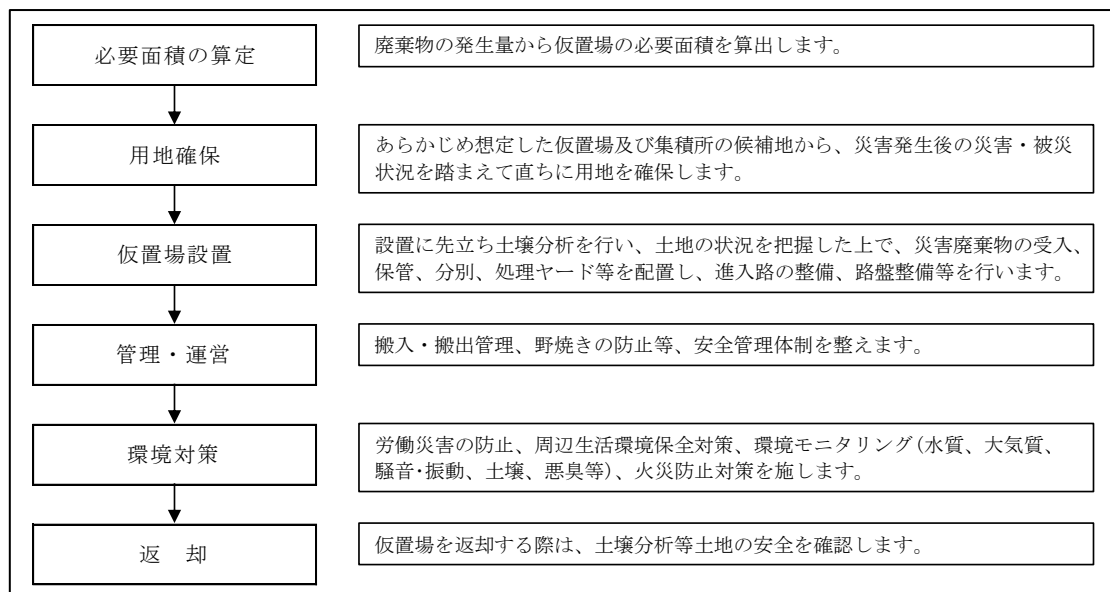 必要面積の算定
廃棄物の発生量から仮置場の必要面積を算出します。
用地確保
あらかじめ想定した仮置場及び集積所の候補地から、災害発生後の災害・被災
状況を踏まえて直ちに用地を確保します。
仮置場設置
設置に先立ち土壌分析を行い、土地の状況を把握した上で、災害廃棄物の受入、
保管、分別、処理ヤード等を配置し、進入路の整備、路盤整備等を行います。
管理・運営
搬入・搬出管理、野焼きの防止等、安全管理体制を整えます。
環境対策
労働災害の防止、周辺生活環境保全対策、環境モニタリング(水質、大気質、
騒音・振動、土壌、悪臭等)、火災防止対策を施します。
返　却
仮置場を返却する際は、土壌分析等土地の安全を確認します。